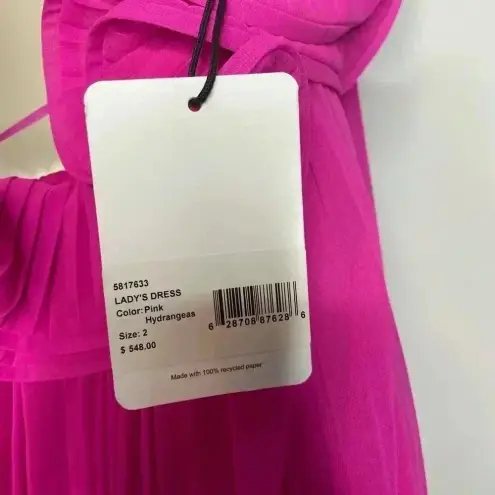 5817633
LADY'S DRESS
Color: Pink
Hydrangeas
Size: 2
$ 548.00
6 28708 87628 6
Made with 100% recycled paper